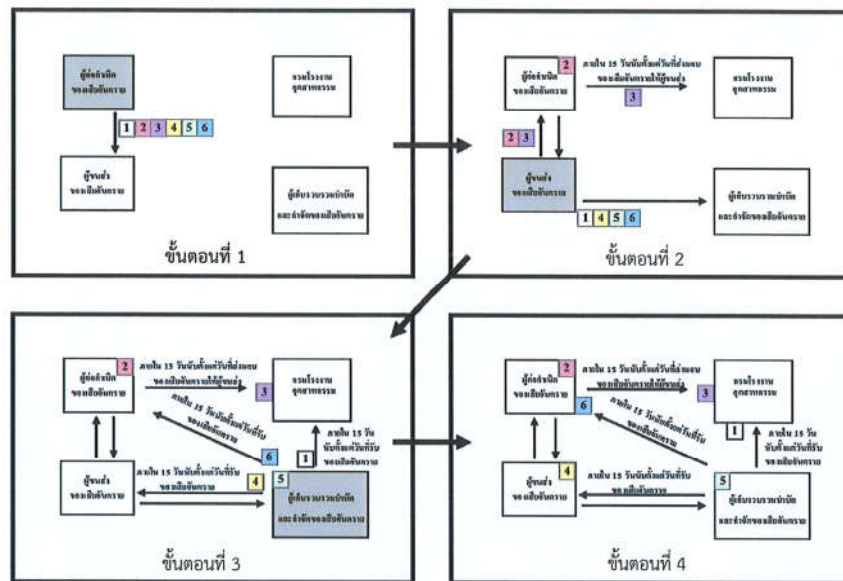 ผู้ก่อกำเนิด
ของเสียอันตราย
กรมโรงงาน
อุตสาหกรรม
1 2 3 4 5 6
ผู้ขนส่ง
ของเสียอันตราย
ผู้เก็บรวบรวมบำบัด
และกำจัดของเสียอันตราย
ขั้นตอนที่ 1
ผู้ก่อกำเนิด
ของเสียอันตราย
2
ภายใน 15 วันนับตั้งแต่วันที่ส่งมอบ
ของเสียอันตรายให้ผู้ขนส่ง
3
กรมโรงงาน
อุตสาหกรรม
2 3
ผู้ขนส่ง
ของเสียอันตราย
1 4 5 6
ผู้เก็บรวบรวมบำบัด
และกำจัดของเสียอันตราย
ขั้นตอนที่ 2
ผู้ก่อกำเนิด
ของเสียอันตราย
2
ภายใน 15 วันนับตั้งแต่วันที่ส่งมอบ
ของเสียอันตรายให้ผู้ขนส่ง
3
กรมโรงงาน
อุตสาหกรรม
ภายใน 15 วันนับตั้งแต่วันที่รับ
ของเสียอันตราย
6
1
ภายใน 15 วัน
นับตั้งแต่วันที่รับ
ของเสียอันตราย
ผู้ขนส่ง
ของเสียอันตราย
ภายใน 15 วันนับตั้งแต่วันที่รับ
ของเสียอันตราย
4
5
ผู้เก็บรวบรวมบำบัด
และกำจัดของเสียอันตราย
ขั้นตอนที่ 3
ผู้ก่อกำเนิด
ของเสียอันตราย
2
6
ภายใน 15 วันนับตั้งแต่วันที่ส่งมอบ
ของเสียอันตรายให้ผู้ขนส่ง
3
กรมโรงงาน
อุตสาหกรรม
1
ภายใน 15 วันนับตั้งแต่วันที่รับ
ของเสียอันตราย
ภายใน 15 วัน
นับตั้งแต่วันที่รับ
ของเสียอันตราย
4
ผู้ขนส่ง
ของเสียอันตราย
ภายใน 15 วันนับตั้งแต่วันที่รับ
ของเสียอันตราย
5
ผู้เก็บรวบรวมบำบัด
และกำจัดของเสียอันตราย
ขั้นตอนที่ 4